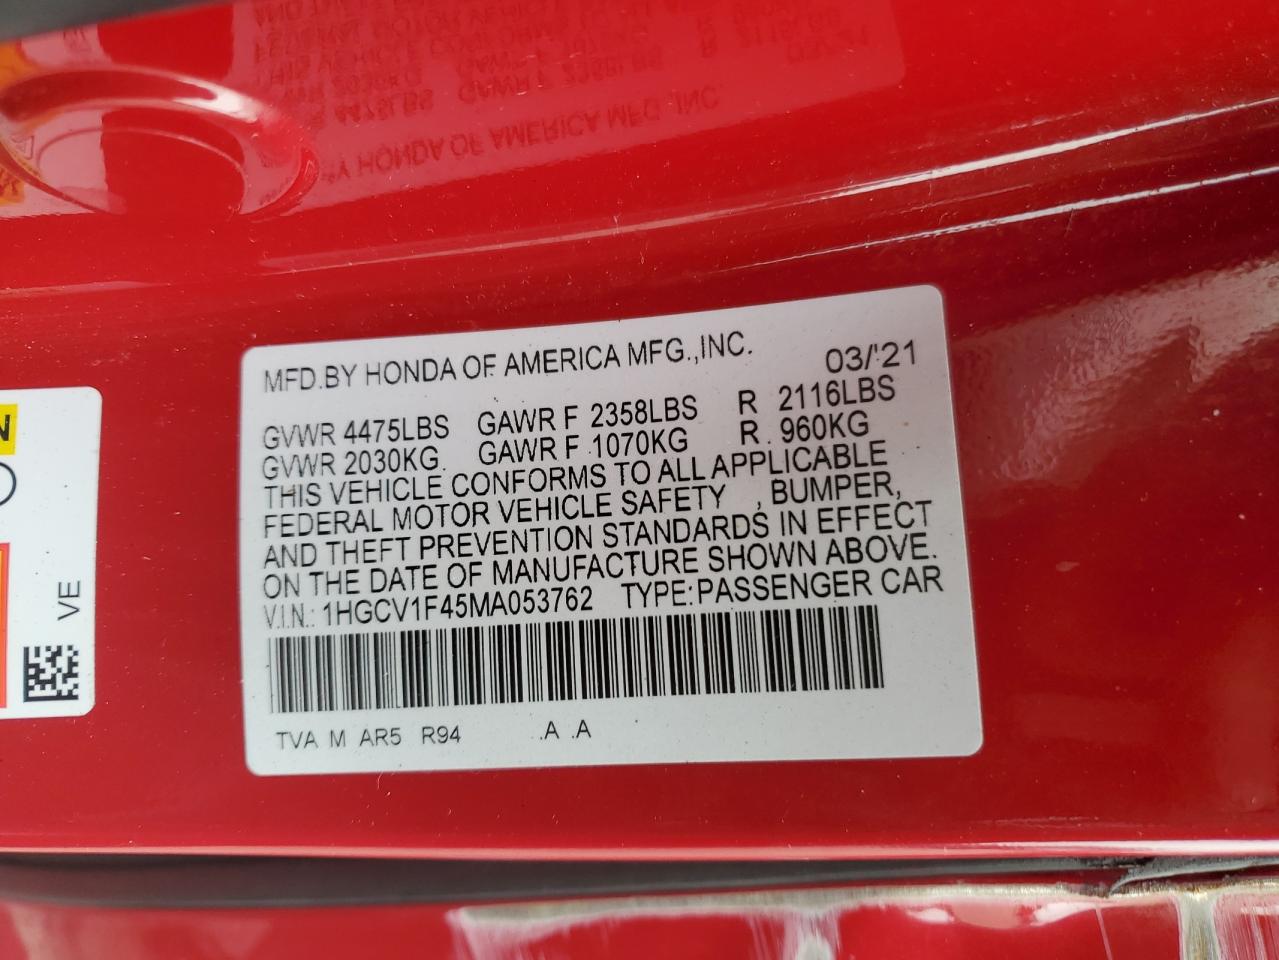 MFD.BY HONDA OF AMERICA MFG.,INC. 03/'21
GVWR 4475LBS GAWR F 2358LBS R 2116LBS
GVWR 2030KG. GAWR F 1070KG R 960KG
THIS VEHICLE CONFORMS TO ALL APPLICABLE
FEDERAL MOTOR VEHICLE SAFETY , BUMPER,
AND THEFT PREVENTION STANDARDS IN EFFECT
ON THE DATE OF MANUFACTURE SHOWN ABOVE.
V.I.N.: 1HGCV1F45MA053762 TYPE:PASSENGER CAR
TVA M AR5 R94 .A .A
N
VE